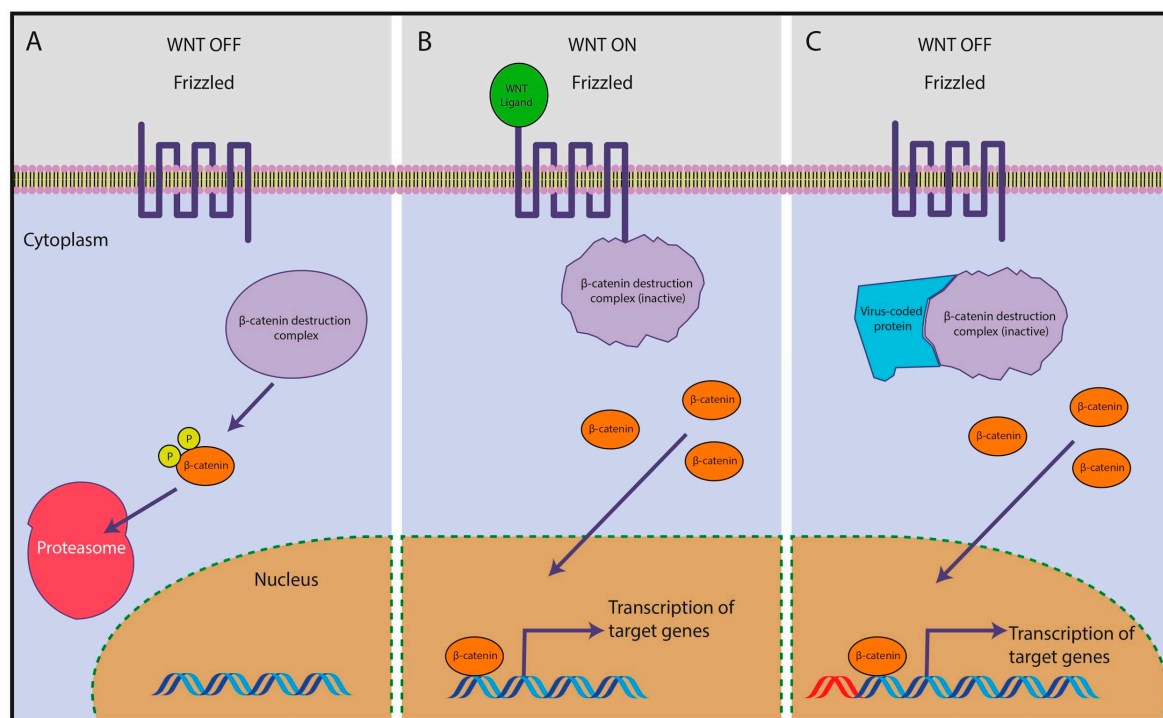 A
WNT OFF
Frizzled
Cytoplasm
β-catenin destruction
complex
P
P
β-catenin
Proteasome
Nucleus
B
WNT ON
Frizzled
WNT
Ligand
β-catenin destruction
complex (inactive)
β-catenin
β-catenin
β-catenin
Transcription of
target genes
β-catenin
C
WNT OFF
Frizzled
Virus-coded
protein
β-catenin destruction
complex (inactive)
β-catenin
β-catenin
β-catenin
Transcription of
target genes
β-catenin